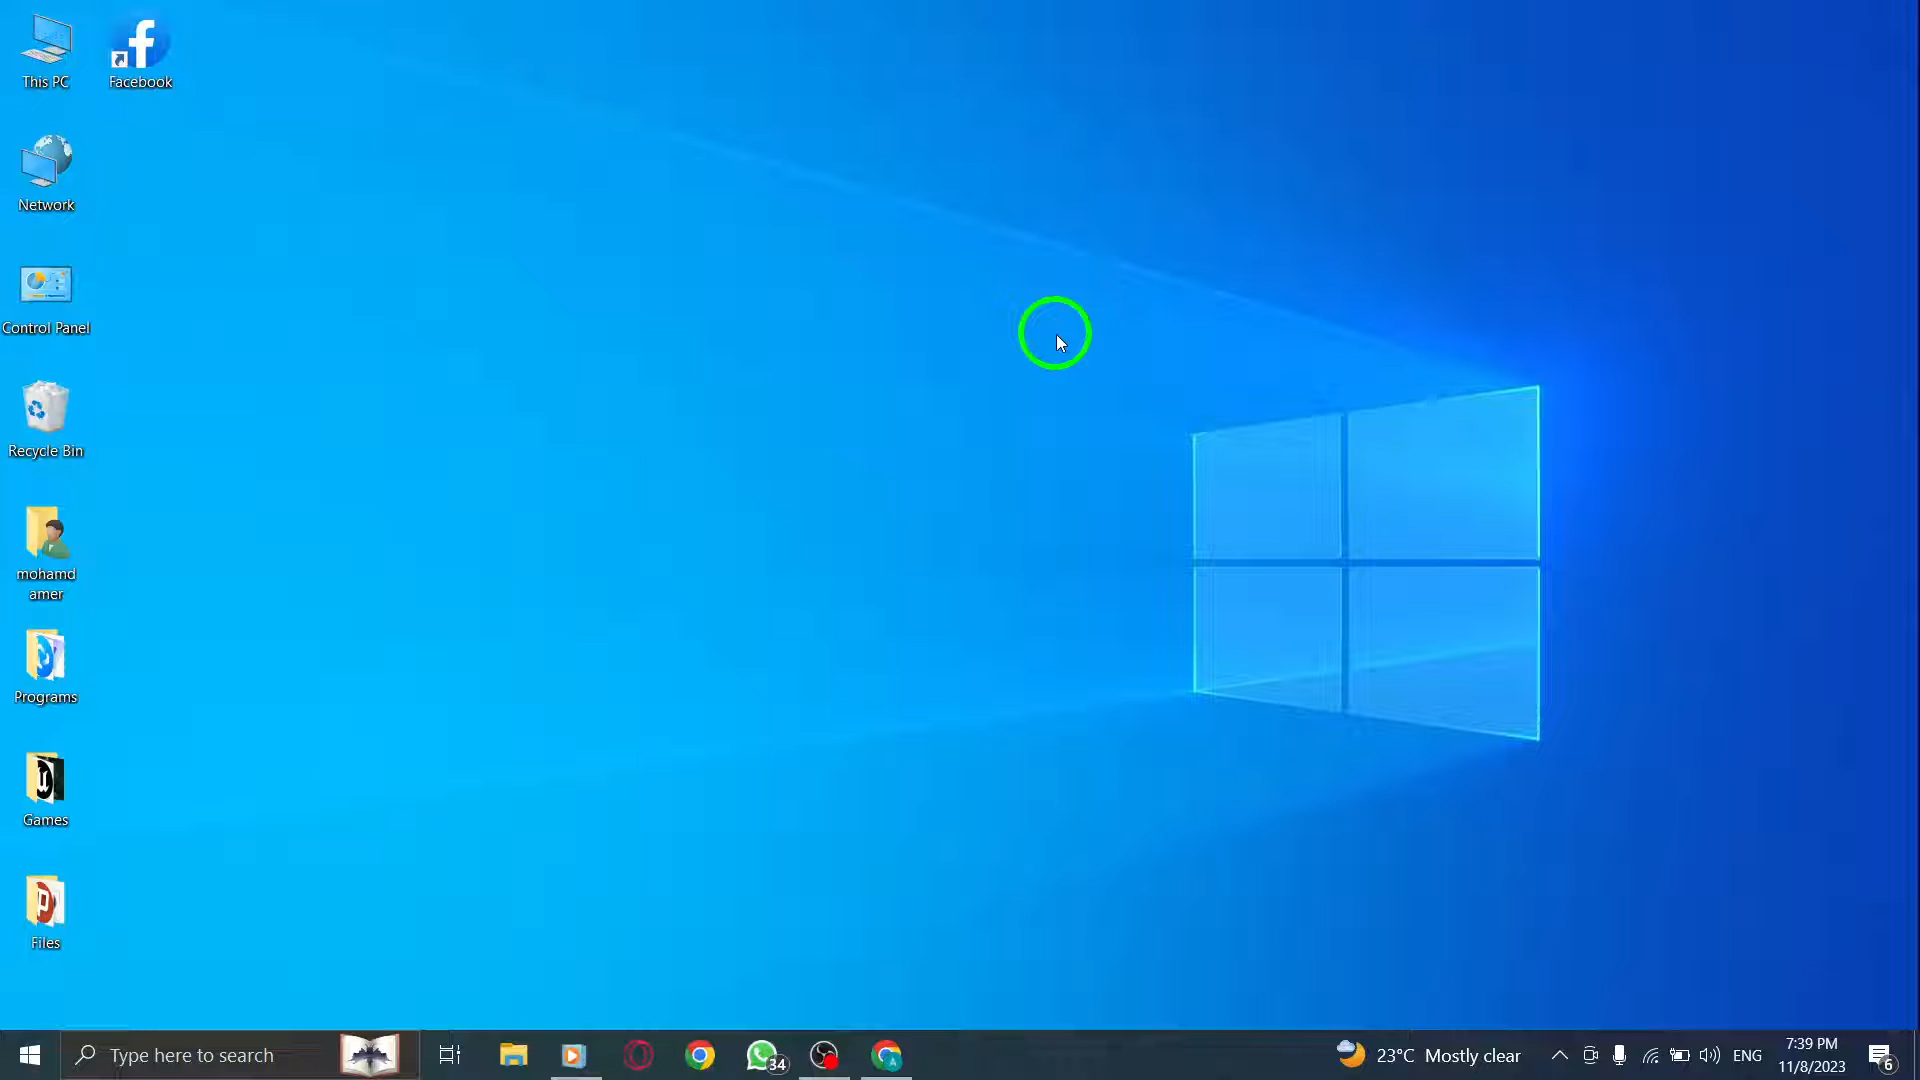 This PC
Facebook
Network
Control Panel
Recycle Bin
mohamd
amer
Programs
Games
Files
Type here to search
34
23°C Mostly clear
ENG
7:39 PM
11/8/2023
6